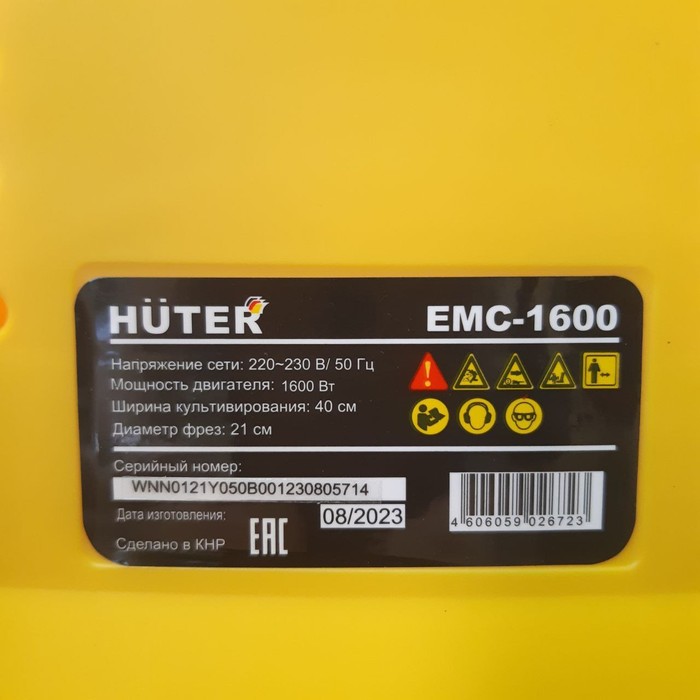 HÜTER
EMC-1600
Напряжение сети: 220~230 В/ 50 Гц
Мощность двигателя: 1600 Вт
Ширина культивирования: 40 см
Диаметр фрез: 21 см
Серийный номер:
WNN0121Y050B001230805714
Дата изготовления: 08/2023
Сделано в КНР
EAC
4 606059 026723